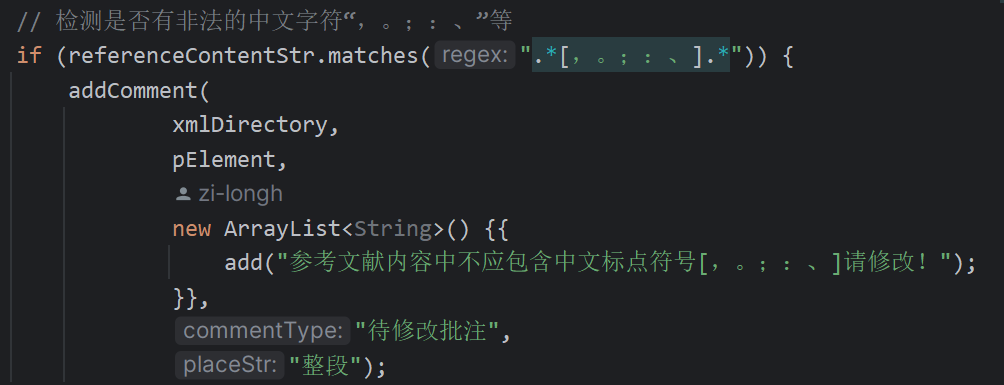 // 检测是否有非法的中文字符“，。；：、”等
if (referenceContentStr.matches( regex: ".*[，。；：、].*")) {
addComment(
xmlDirectory,
pElement,
zi-longh
new ArrayList<String>() {{
add("参考文献内容中不应包含中文标点符号[，。；：、]请修改！");
}},
commentType: "待修改批注",
placeStr: "整段");